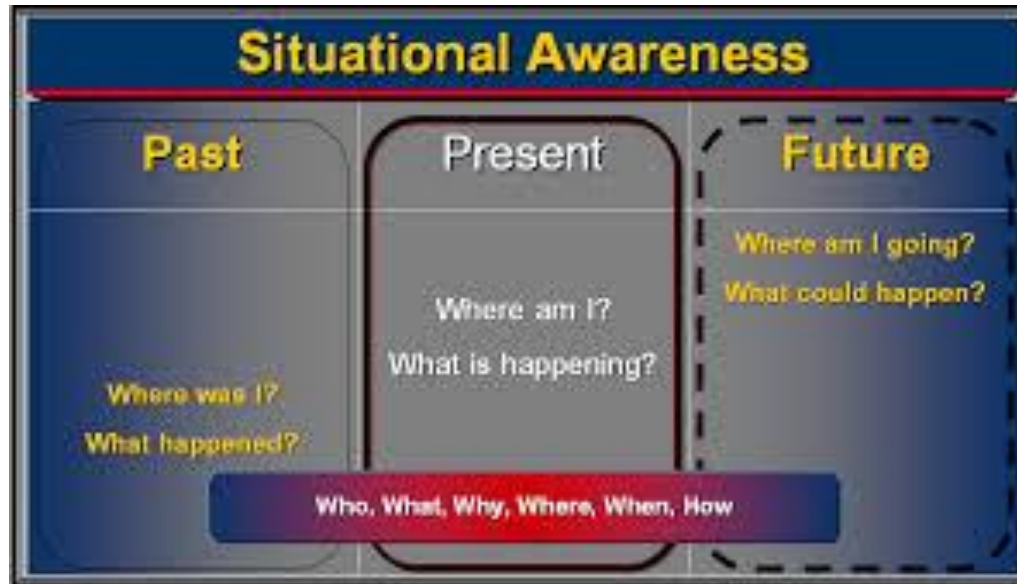 Situational Awareness
Past
Where was I?
What happened?
Present
Where am I?
What is happening?
Future
Where am I going?
What could happen?
Who, What, Why, Where, When, How